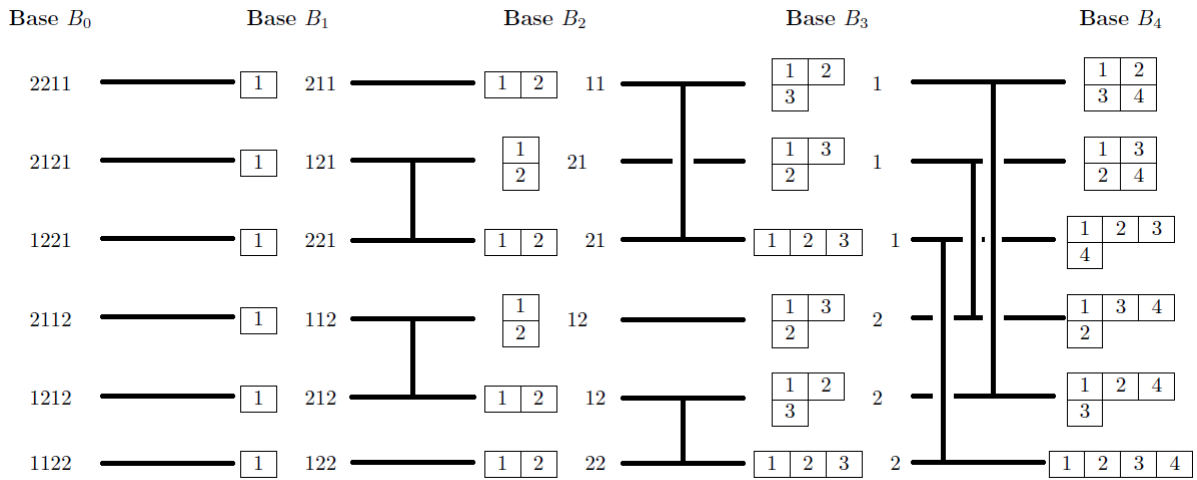 Base B₀ Base B₁ Base B₂ Base B₃ Base B₄
2211 1 211 1 2 11 1 2 1 1 2
3 3 4
2121 1 121 1 21 1 3 1 1 3
2 2 2 4
1221 1 221 1 2 21 1 2 3 1 1 2 3
4
2112 1 112 1 12 1 3 2 1 3 4
2 2 2
1212 1 212 1 2 12 1 2 2 1 2 4
3 3
1122 1 122 1 2 22 1 2 3 2 1 2 3 4